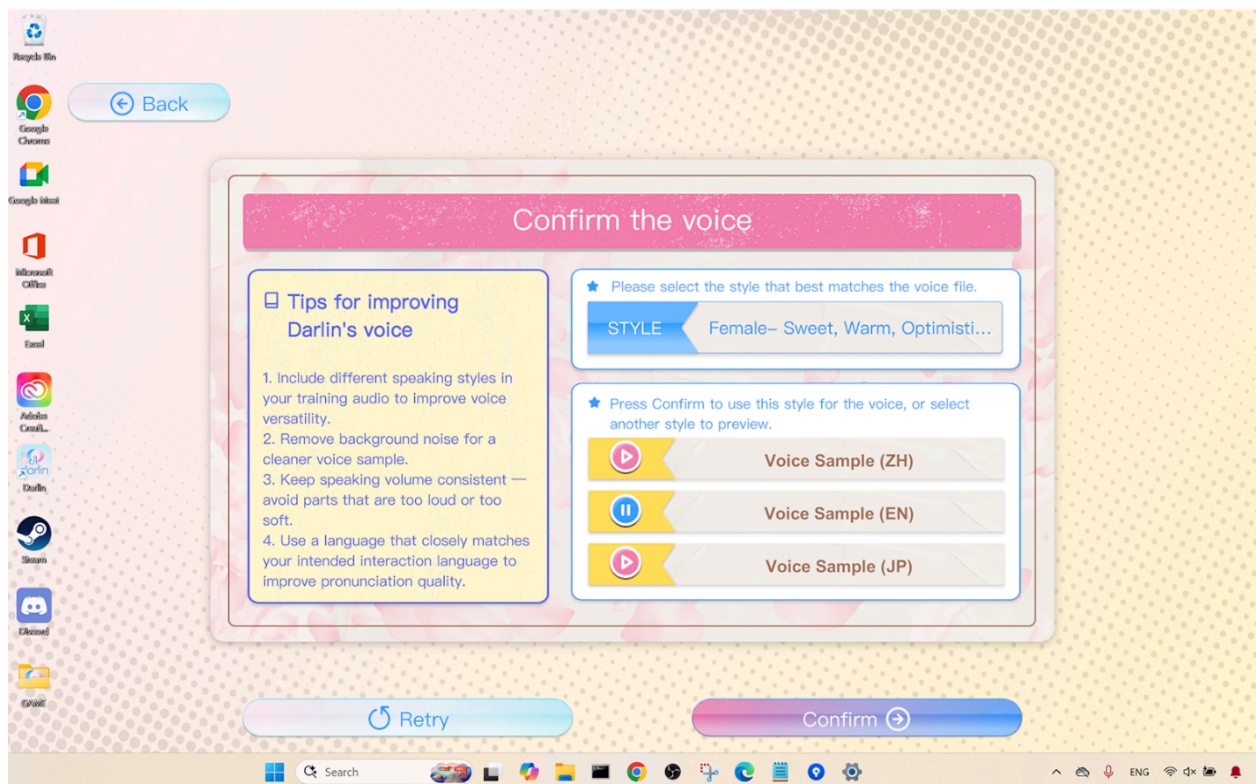 Recycle Bin
Google
Chrome
Google Meet
Microsoft
Office
Excel
Adobe
Creati...
Darlin
Steam
Discord
GAME
Back
Confirm the voice
Tips for improving
Darlin's voice
1. Include different speaking styles in
your training audio to improve voice
versatility.
2. Remove background noise for a
cleaner voice sample.
3. Keep speaking volume consistent —
avoid parts that are too loud or too
soft.
4. Use a language that closely matches
your intended interaction language to
improve pronunciation quality.
Please select the style that best matches the voice file.
STYLE
Female– Sweet, Warm, Optimisti...
Press Confirm to use this style for the voice, or select
another style to preview.
Voice Sample (ZH)
Voice Sample (EN)
Voice Sample (JP)
Retry
Confirm
Search
ENG